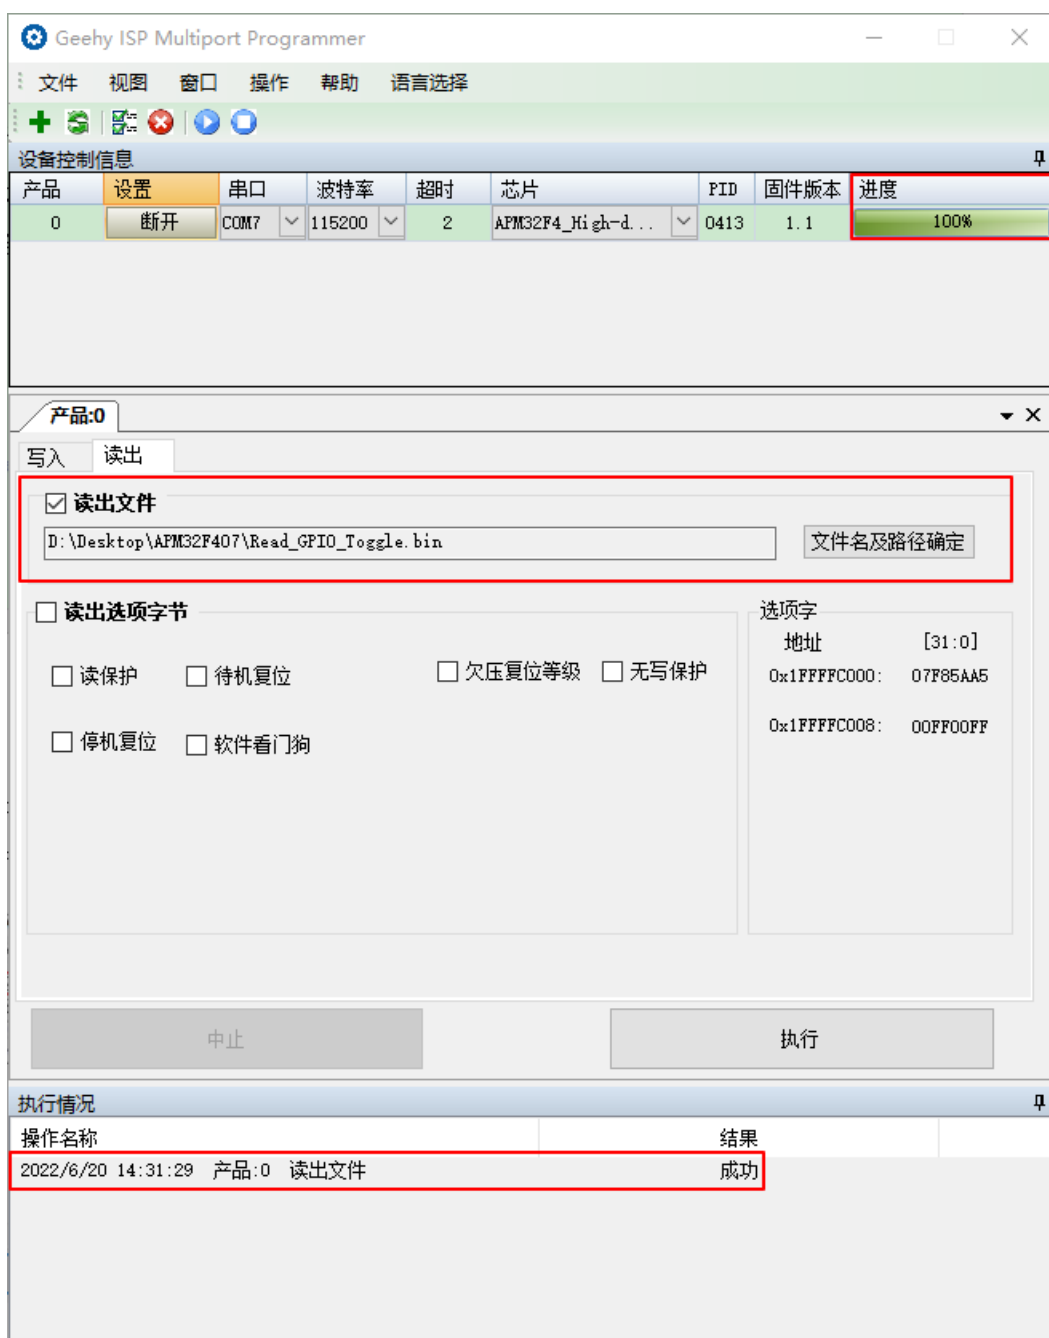 Geehy ISP Multiport Programmer
文件 视图 窗口 操作 帮助 语言选择
设备控制信息
产品 设置 串口 波特率 超时 芯片 PID 固件版本 进度
0 断开 COM7 115200 2 APM32F4_High-d... 0413 1.1 100%
产品:0
写入 读出
读出文件
D:\Desktop\APM32F407\Read_GPIO_Toggle.bin 文件名及路径确定
读出选项字节 选项字
地址 [31:0]
读保护 待机复位 欠压复位等级 无写保护 0x1FFFFC000: 07F85AA5
停机复位 软件看门狗 0x1FFFFC008: 00FF00FF
中止 执行
执行情况
操作名称 结果
2022/6/20 14:31:29 产品:0 读出文件 成功